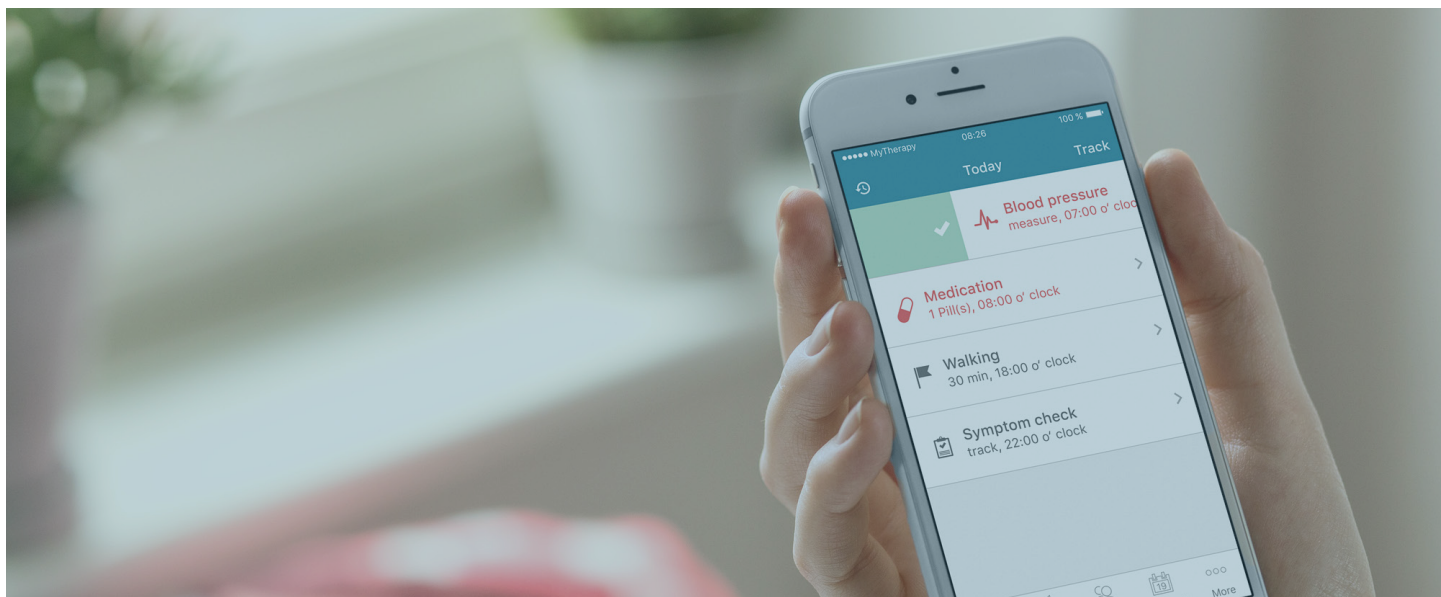 MyTherapy 08:26 100 %
Today Track
Blood pressure
measure, 07:00 o' cloc
Medication
1 Pill(s), 08:00 o' clock
Walking
30 min, 18:00 o' clock
Symptom check
track, 22:00 o' clock
19
More